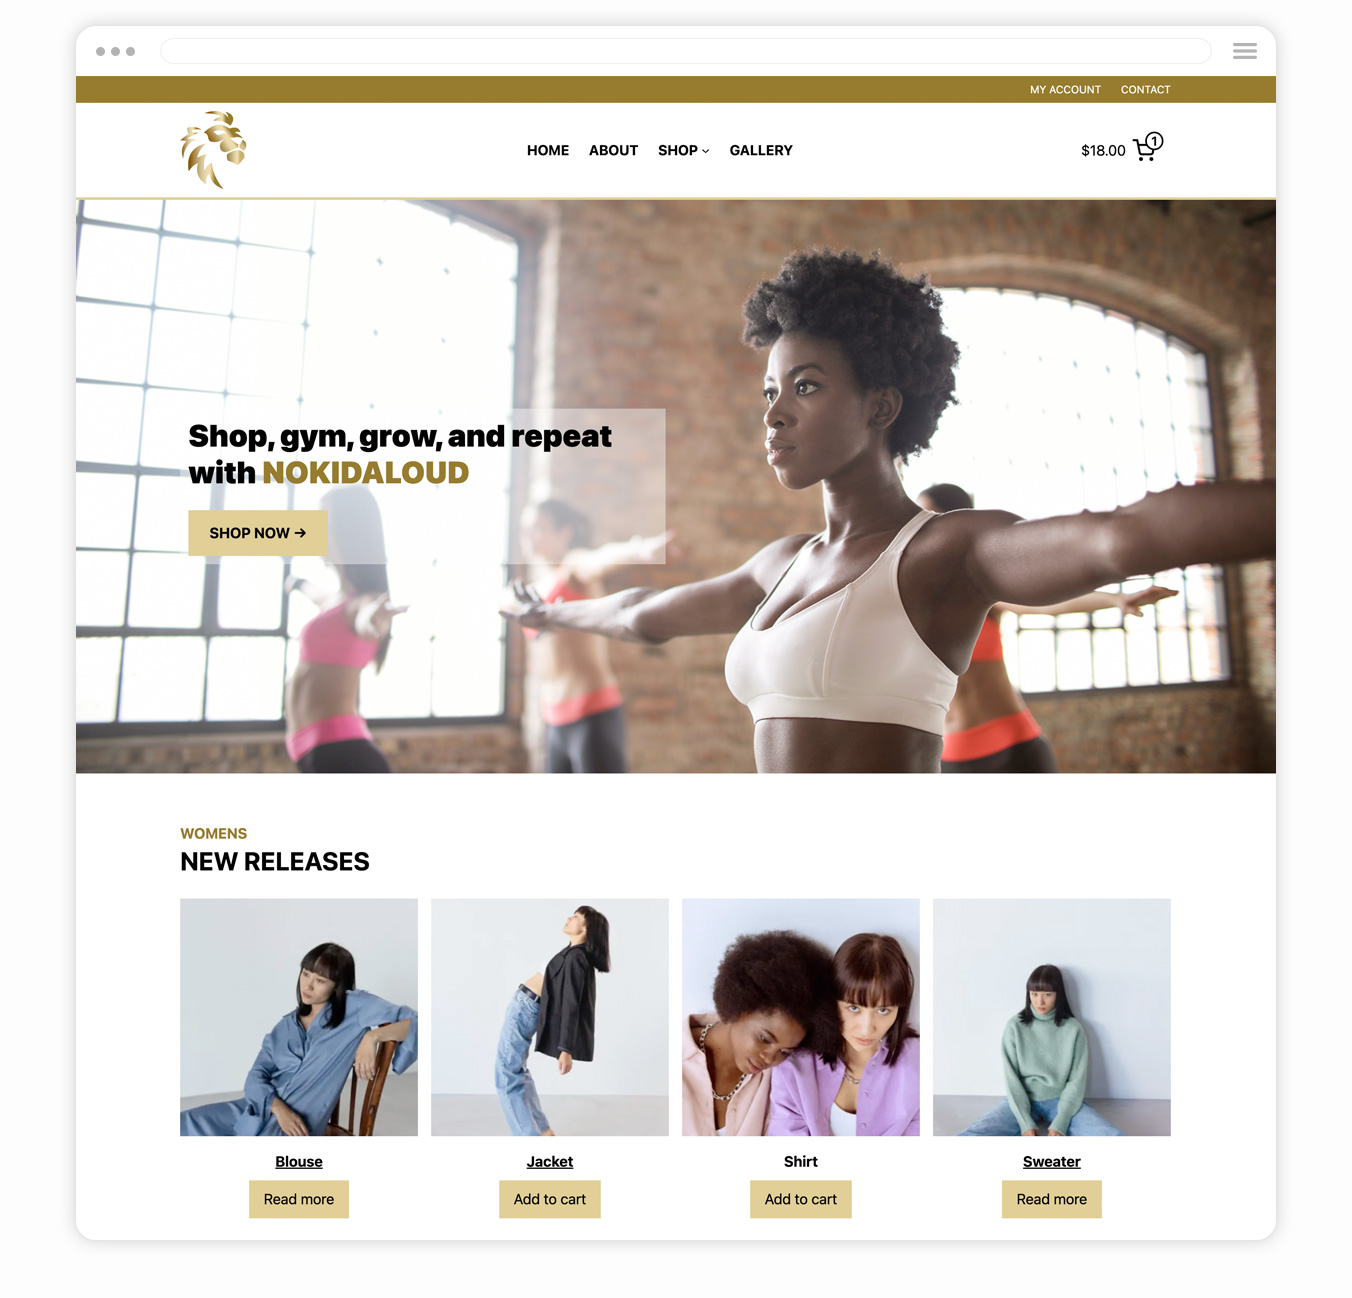 MY ACCOUNT CONTACT
HOME ABOUT SHOP GALLERY
$18.00 1
Shop, gym, grow, and repeat
with NOKIDALOUD
SHOP NOW →
WOMENS
NEW RELEASES
Blouse Jacket Shirt Sweater
Read more Add to cart Add to cart Read more